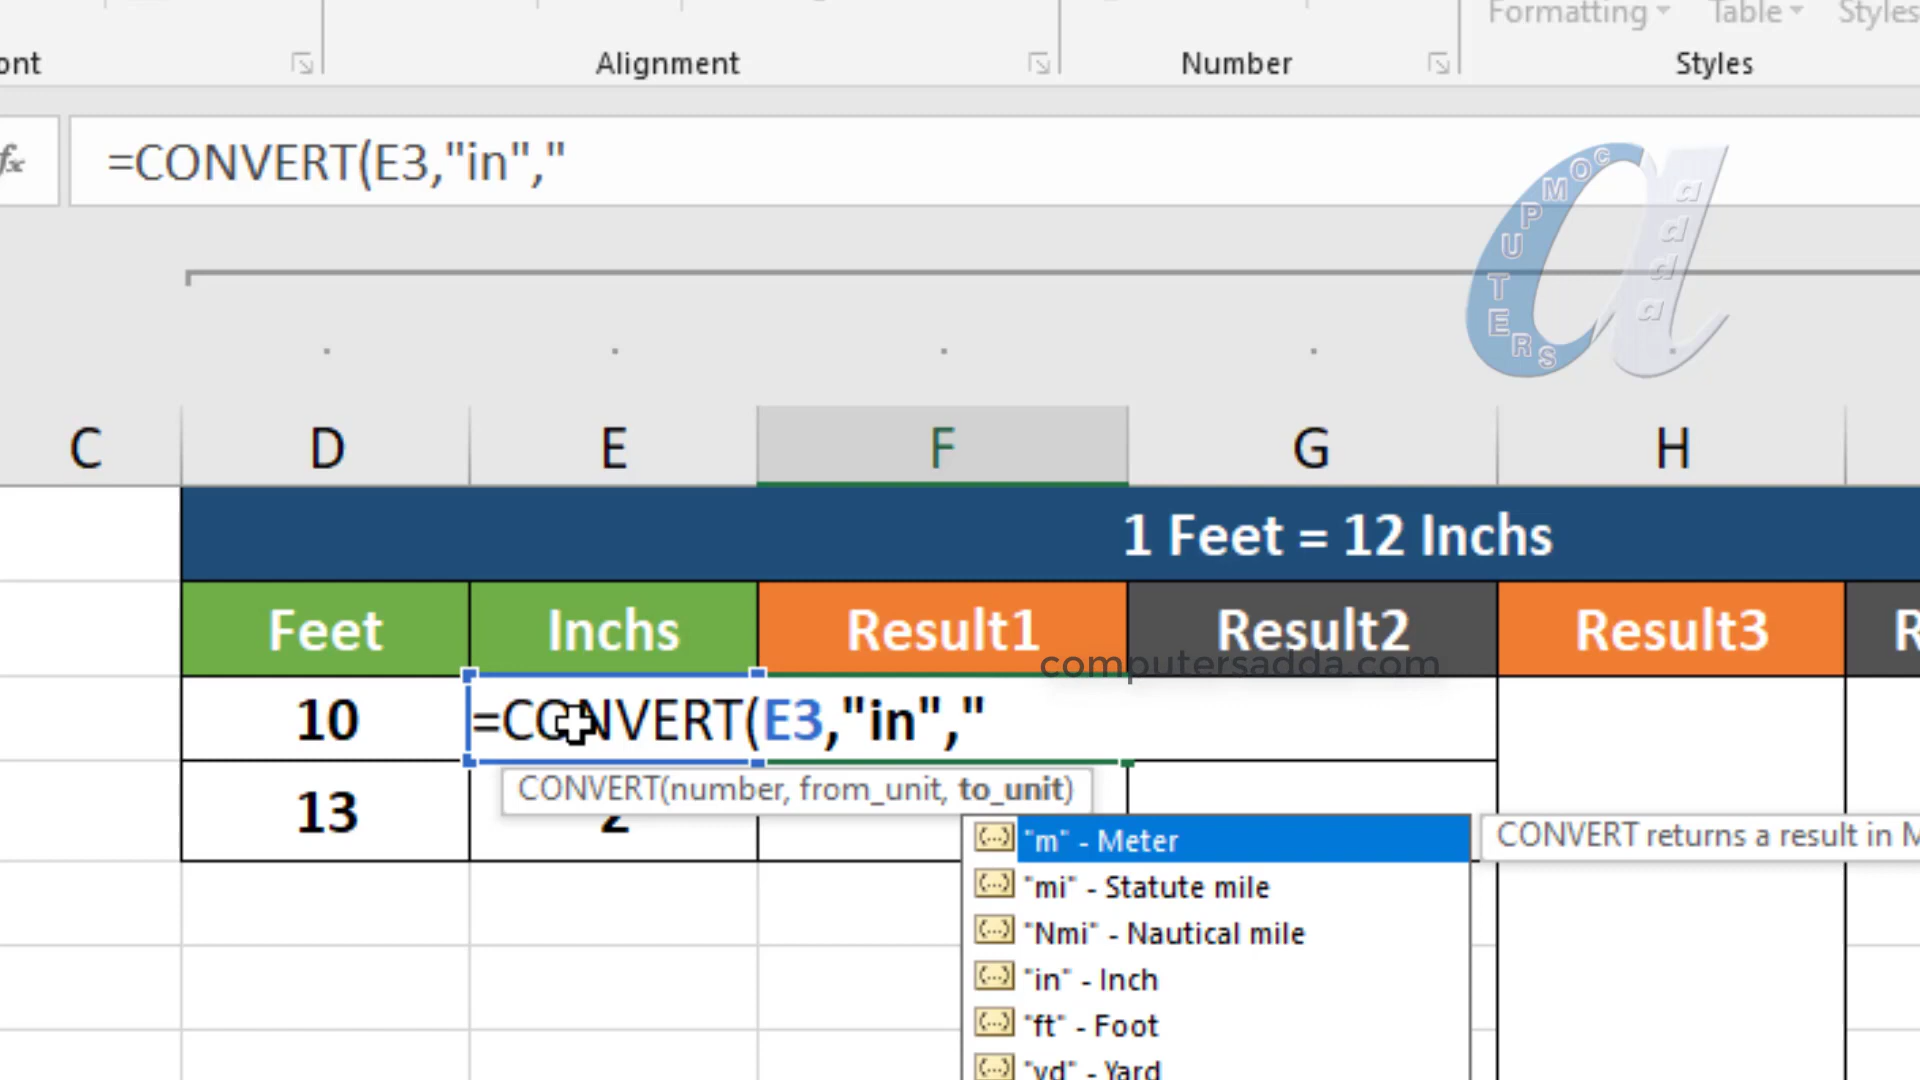 Formatting Table Styles
ont Alignment Number Styles
fx =CONVERT(E3,"in","
COMPUTERS adda
C D E F G H
1 Feet = 12 Inchs
Feet Inchs Result1 Result2 Result3 R
computersadda.com
10 =CONVERT(E3,"in","
CONVERT(number, from_unit, to_unit)
13 2
"m" - Meter CONVERT returns a result in M
"mi" - Statute mile
"Nmi" - Nautical mile
"in" - Inch
"ft" - Foot
"yd" - Yard